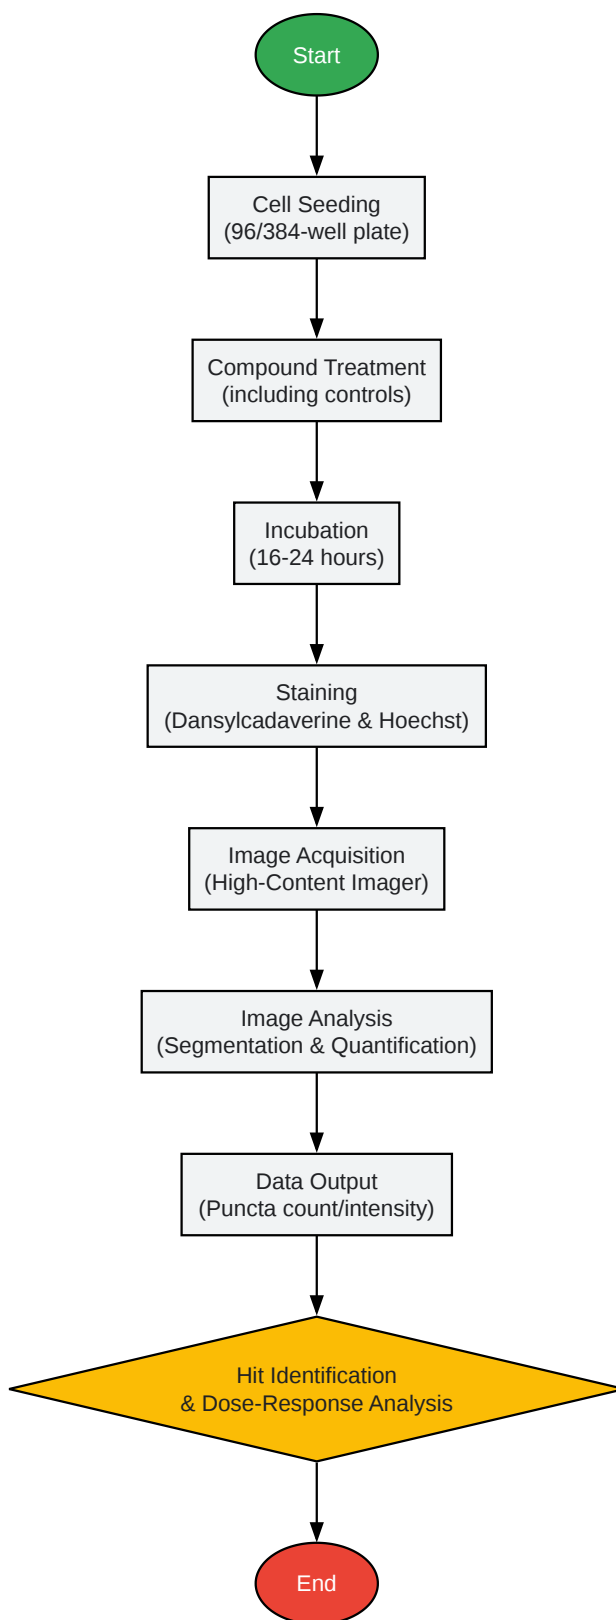 Start
Cell Seeding
(96/384-well plate)
Compound Treatment
(including controls)
Incubation
(16-24 hours)
Staining
(Dansylcadaverine & Hoechst)
Image Acquisition
(High-Content Imager)
Image Analysis
(Segmentation & Quantification)
Data Output
(Puncta count/intensity)
Hit Identification
& Dose-Response Analysis
End